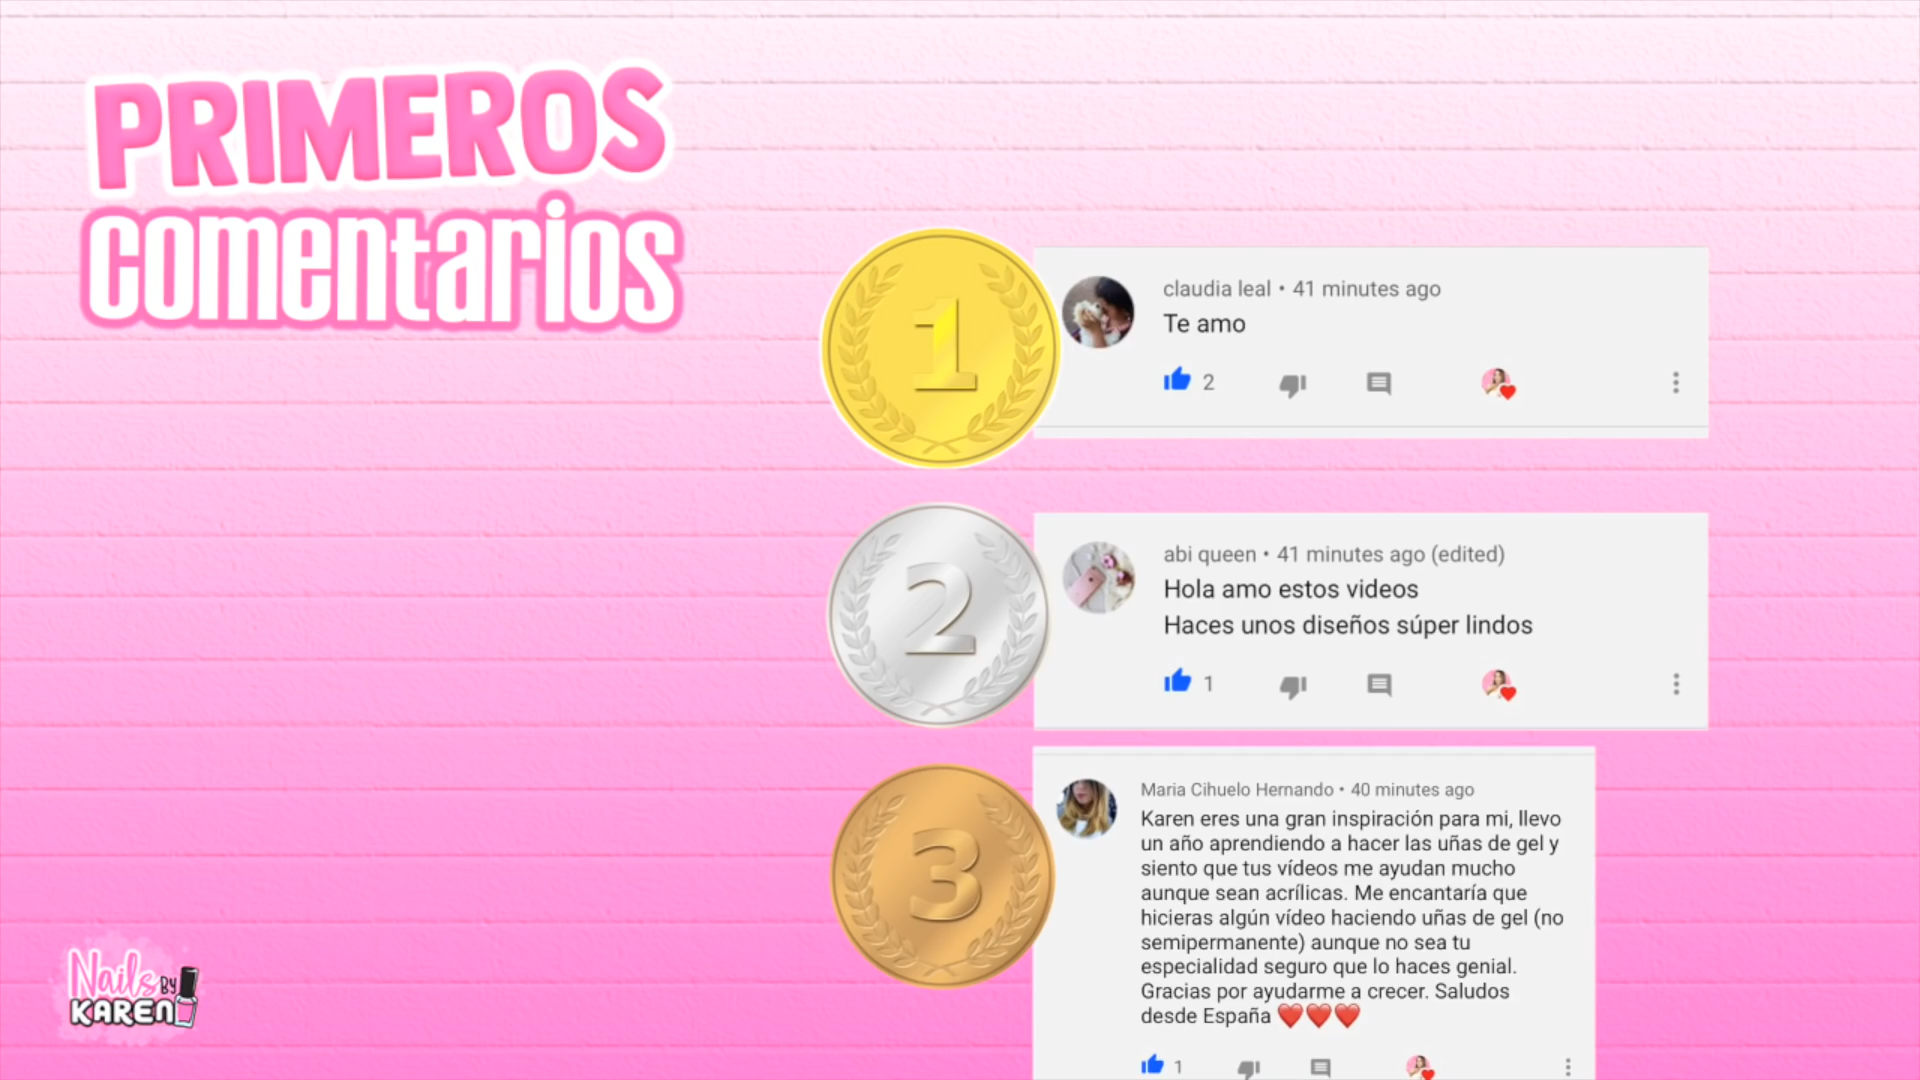 PRIMEROS
comentarios
1
claudia leal • 41 minutes ago
Te amo
2
2
abi queen • 41 minutes ago (edited)
Hola amo estos videos
Haces unos diseños súper lindos
1
3
Maria Cihuelo Hernando • 40 minutes ago
Karen eres una gran inspiración para mi, llevo
un año aprendiendo a hacer las uñas de gel y
siento que tus vídeos me ayudan mucho
aunque sean acrílicas. Me encantaría que
hicieras algún vídeo haciendo uñas de gel (no
semipermanente) aunque no sea tu
especialidad seguro que lo haces genial.
Gracias por ayudarme a crecer. Saludos
desde España ❤️❤️❤️
1
Nails BY
KAREN